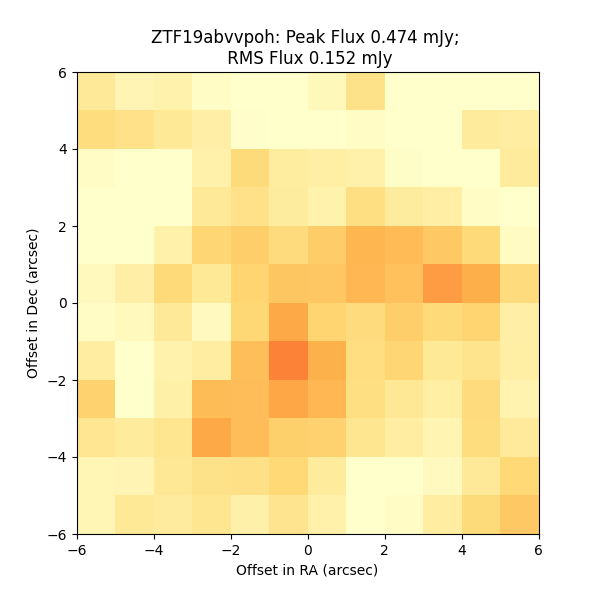 ZTF19abvvpoh: Peak Flux 0.474 mJy;
RMS Flux 0.152 mJy
6
4
2
0
−2
−4
−6
Offset in Dec (arcsec)
−6 −4 −2 0 2 4 6
Offset in RA (arcsec)